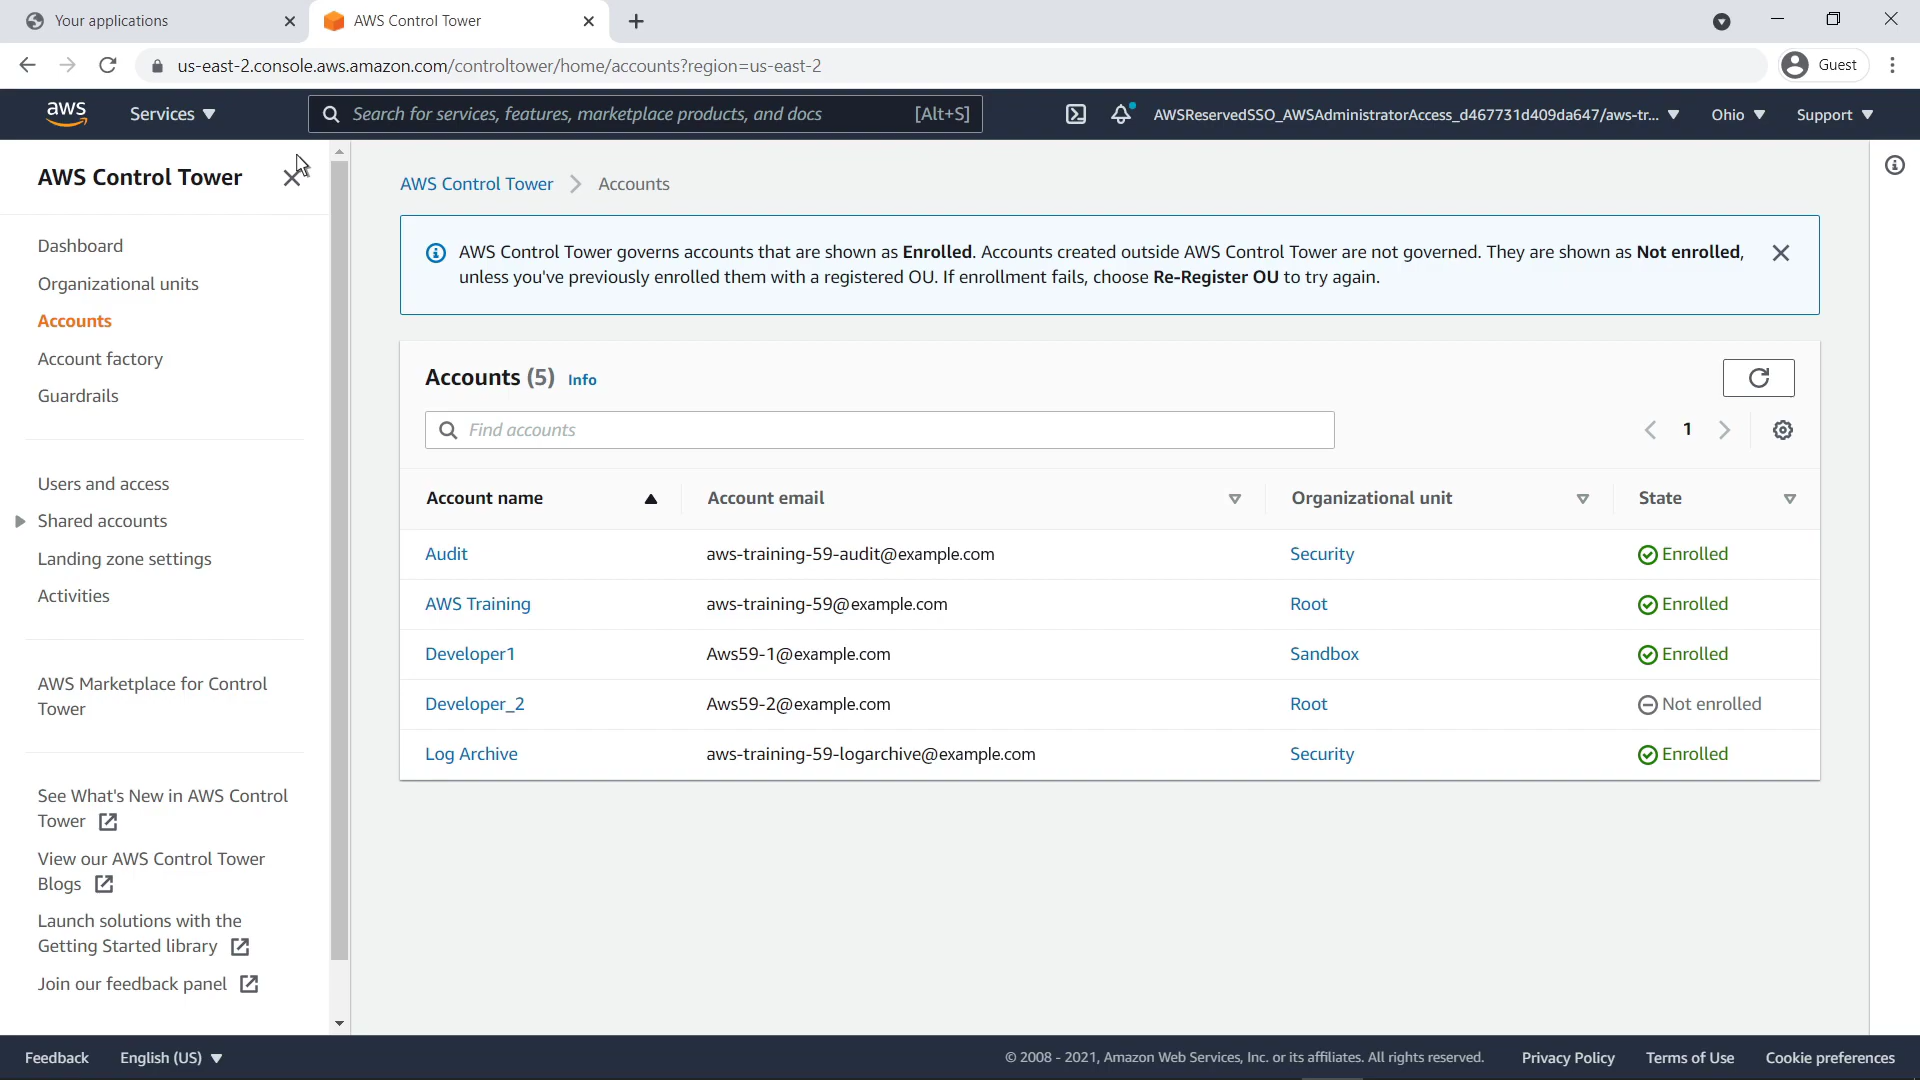 Your applications
AWS Control Tower
us-east-2.console.aws.amazon.com/controltower/home/accounts?region=us-east-2
Guest
aws
Services
Search for services, features, marketplace products, and docs [Alt+S]
AWSReservedSSO_AWSAdministratorAccess_d467731d409da647/aws-tr...
Ohio
Support
AWS Control Tower
Dashboard
Organizational units
Accounts
Account factory
Guardrails
Users and access
Shared accounts
Landing zone settings
Activities
AWS Marketplace for Control
Tower
See What's New in AWS Control
Tower
View our AWS Control Tower
Blogs
Launch solutions with the
Getting Started library
Join our feedback panel
AWS Control Tower > Accounts
AWS Control Tower governs accounts that are shown as Enrolled. Accounts created outside AWS Control Tower are not governed. They are shown as Not enrolled,
unless you've previously enrolled them with a registered OU. If enrollment fails, choose Re-Register OU to try again.
Accounts (5) Info
Find accounts
1
Account name Account email Organizational unit State
Audit aws-training-59-audit@example.com Security Enrolled
AWS Training aws-training-59@example.com Root Enrolled
Developer1 Aws59-1@example.com Sandbox Enrolled
Developer_2 Aws59-2@example.com Root Not enrolled
Log Archive aws-training-59-logarchive@example.com Security Enrolled
Feedback English (US) © 2008 - 2021, Amazon Web Services, Inc. or its affiliates. All rights reserved. Privacy Policy Terms of Use Cookie preferences